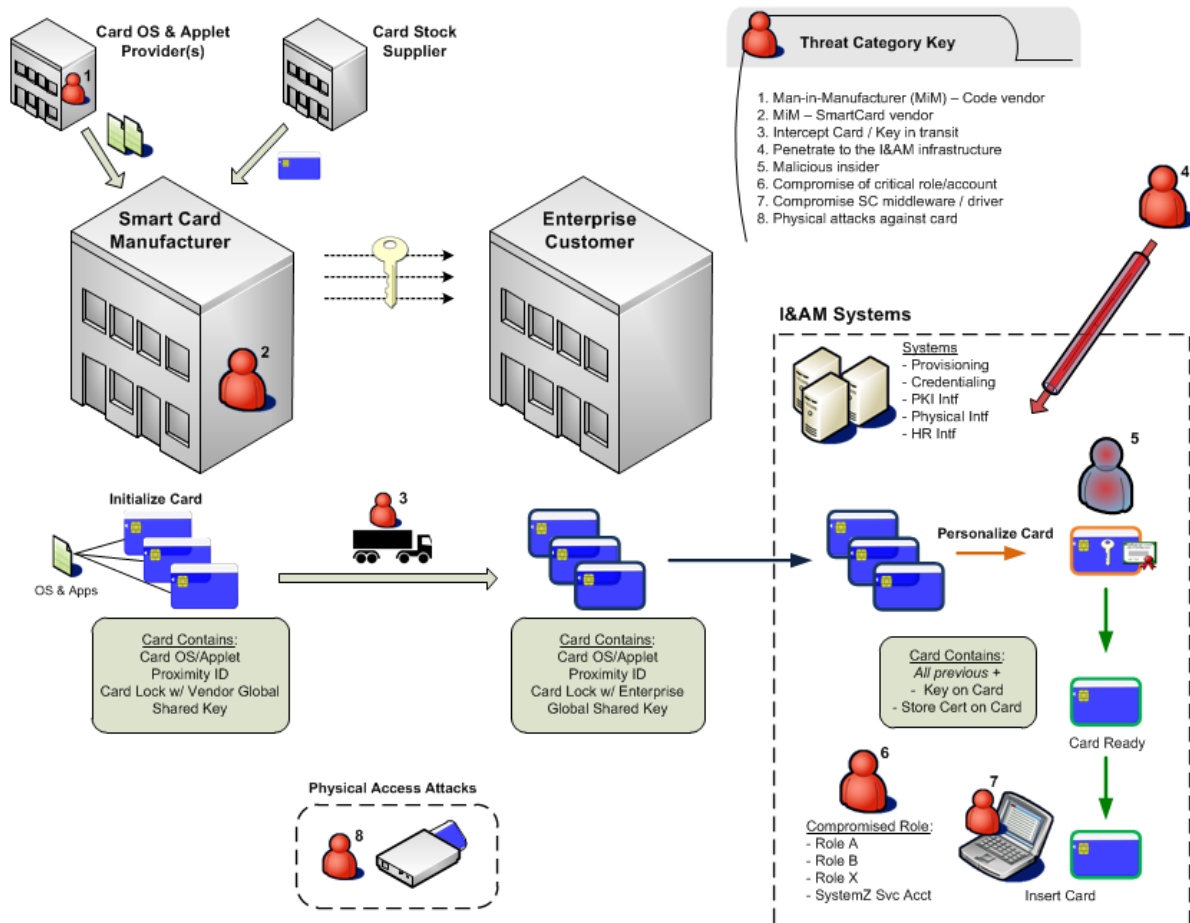 Card OS & Applet
Provider(s)
1
Card Stock
Supplier
Threat Category Key
1. Man-in-Manufacturer (MiM) – Code vendor
2. MiM – SmartCard vendor
3. Intercept Card / Key in transit
4. Penetrate to the I&AM infrastructure
5. Malicious insider
6. Compromise of critical role/account
7. Compromise SC middleware / driver
8. Physical attacks against card
4
Smart Card
Manufacturer
2
Enterprise
Customer
I&AM Systems
Systems
- Provisioning
- Credentialing
- PKI Intf
- Physical Intf
- HR Intf
5
Initialize Card
OS & Apps
3
Personalize Card
Card Contains:
Card OS/Applet
Proximity ID
Card Lock w/ Vendor Global
Shared Key
Card Contains:
Card OS/Applet
Proximity ID
Card Lock w/ Enterprise
Global Shared Key
Card Contains:
All previous +
- Key on Card
- Store Cert on Card
Card Ready
6
Compromised Role:
- Role A
- Role B
- Role X
- SystemZ Svc Acct
7
Insert Card
Physical Access Attacks
8